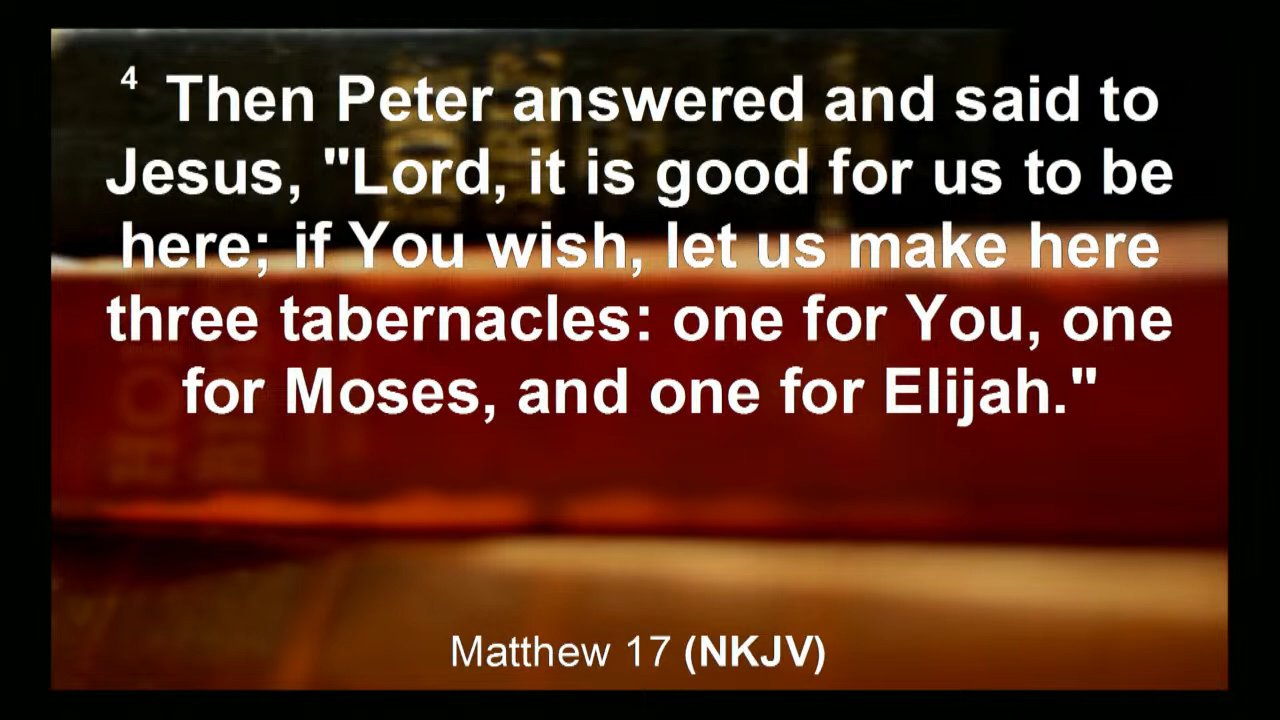 4 Then Peter answered and said to
Jesus, "Lord, it is good for us to be
here; if You wish, let us make here
three tabernacles: one for You, one
for Moses, and one for Elijah."
Matthew 17 (NKJV)